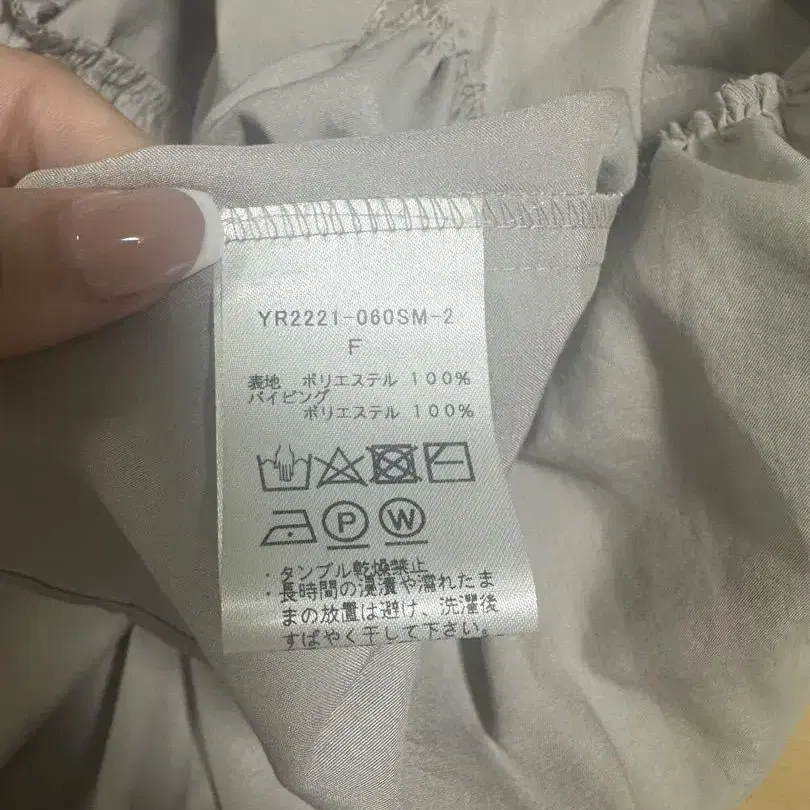 YR2221-060SM-2
F
表地 ポリエステル 100%
パイピング
ポリエステル 100%
P W
・タンブル乾燥禁止
・長時間の浸漬や濡れたま
まの放置は避け、洗濯後
すばやく干して下さい。